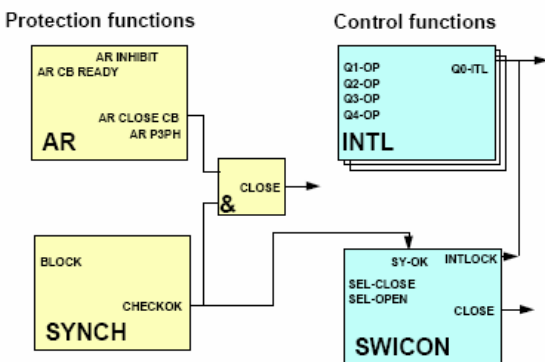 Protection functions
Control functions
AR INHIBIT
AR CB READY
AR CLOSE CB
AR P3PH
AR
Q1-OP
Q2-OP
Q3-OP
Q4-OP
Q0-ITL
INTL
CLOSE
&
BLOCK
CHECKOK
SYNCH
SY-OK
INTLOCK
SEL-CLOSE
SEL-OPEN
CLOSE
SWICON